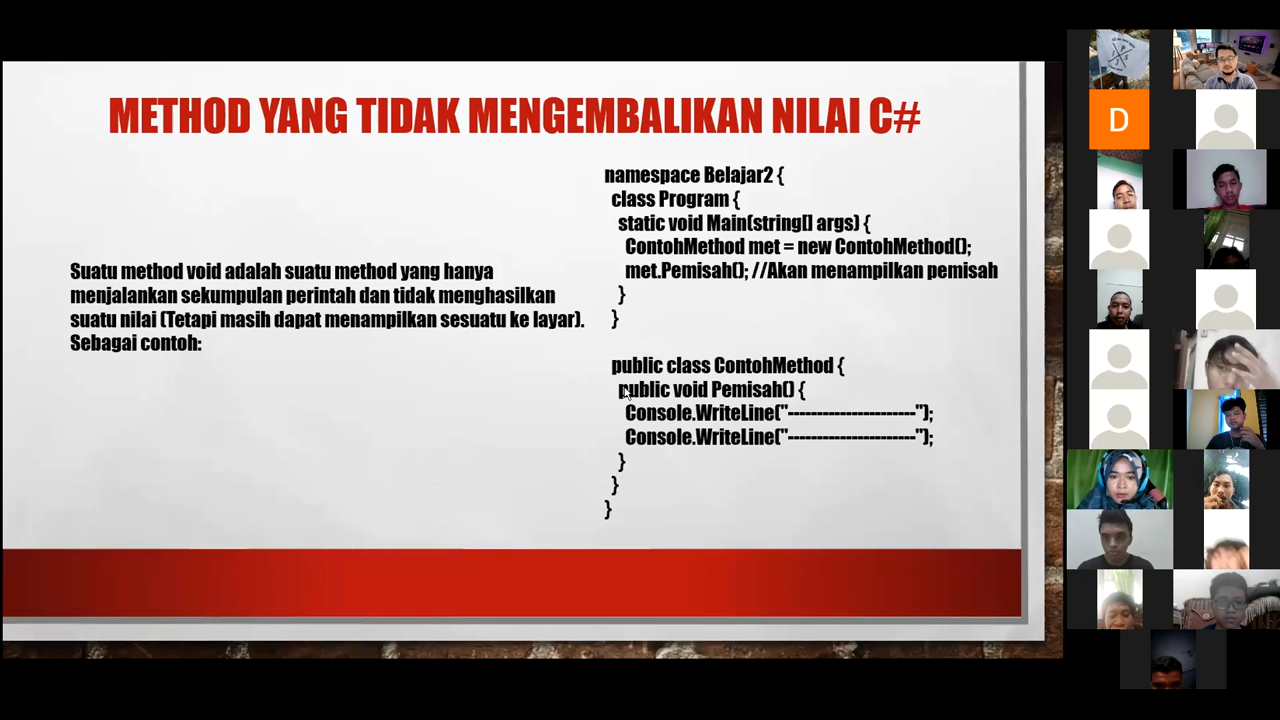 METHOD YANG TIDAK MENGEMBALIKAN NILAI C#
Suatu method void adalah suatu method yang hanya
menjalankan sekumpulan perintah dan tidak menghasilkan
suatu nilai (Tetapi masih dapat menampilkan sesuatu ke layar).
Sebagai contoh:
namespace Belajar2 {
class Program {
static void Main(string[] args) {
ContohMethod met = new ContohMethod();
met.Pemisah(); //Akan menampilkan pemisah
}
}
public class ContohMethod {
public void Pemisah() {
Console.WriteLine("----------------------");
Console.WriteLine("----------------------");
}
}
}
D